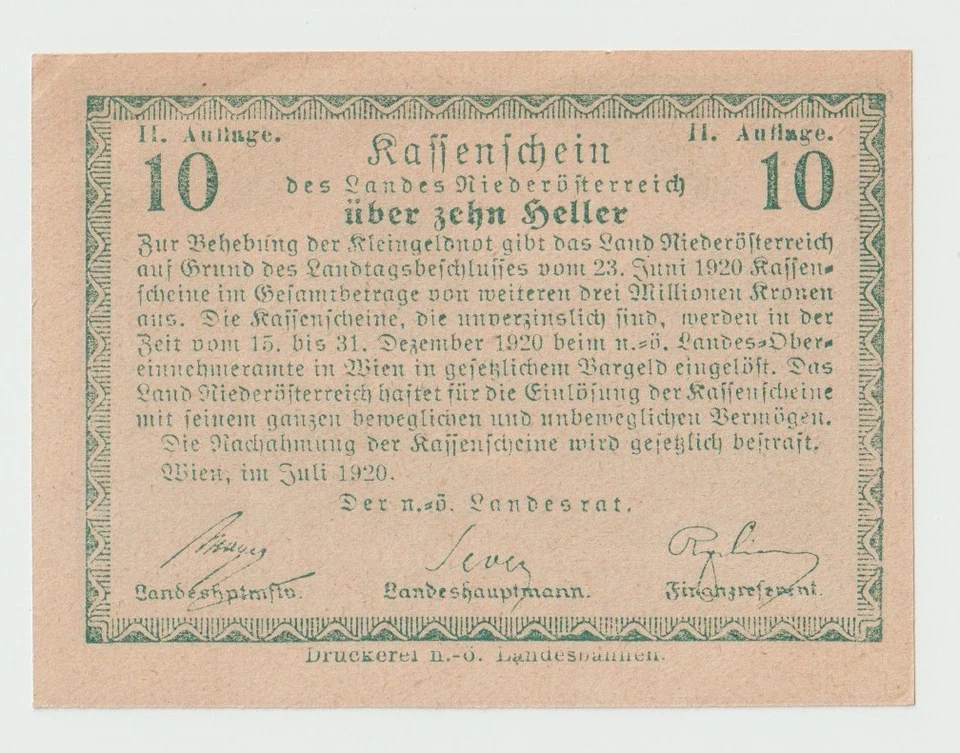 II. Auflage. II. Auflage.
Kassenschein
10 10
des Landes Niederösterreich
über zehn Heller
Zur Behebung der Kleingeldnot gibt das Land Niederösterreich
auf Grund des Landtagsbeschlusses vom 23. Juni 1920 Kassen-
scheine im Gesamtbetrage von weiteren drei Millionen Kronen
aus. Die Kassenscheine, die unverzinslich sind, werden in der
Zeit vom 15. bis 31. Dezember 1920 beim n.-ö. Landes-Ober-
einnehmeramte in Wien in gesetzlichem Bargeld eingelöst. Das
Land Niederösterreich haftet für die Einlösung der Kassenscheine
mit seinem ganzen beweglichen und unbeweglichen Vermögen.
Die Nachahmung der Kassenscheine wird gesetzlich bestraft.
Wien, im Juli 1920.
Der n.-ö. Landesrat.
Mayer Sever
Landeshptmstv. Landeshauptmann. Finanzreferent.
Druckerei n.-ö. Landesbahnen.